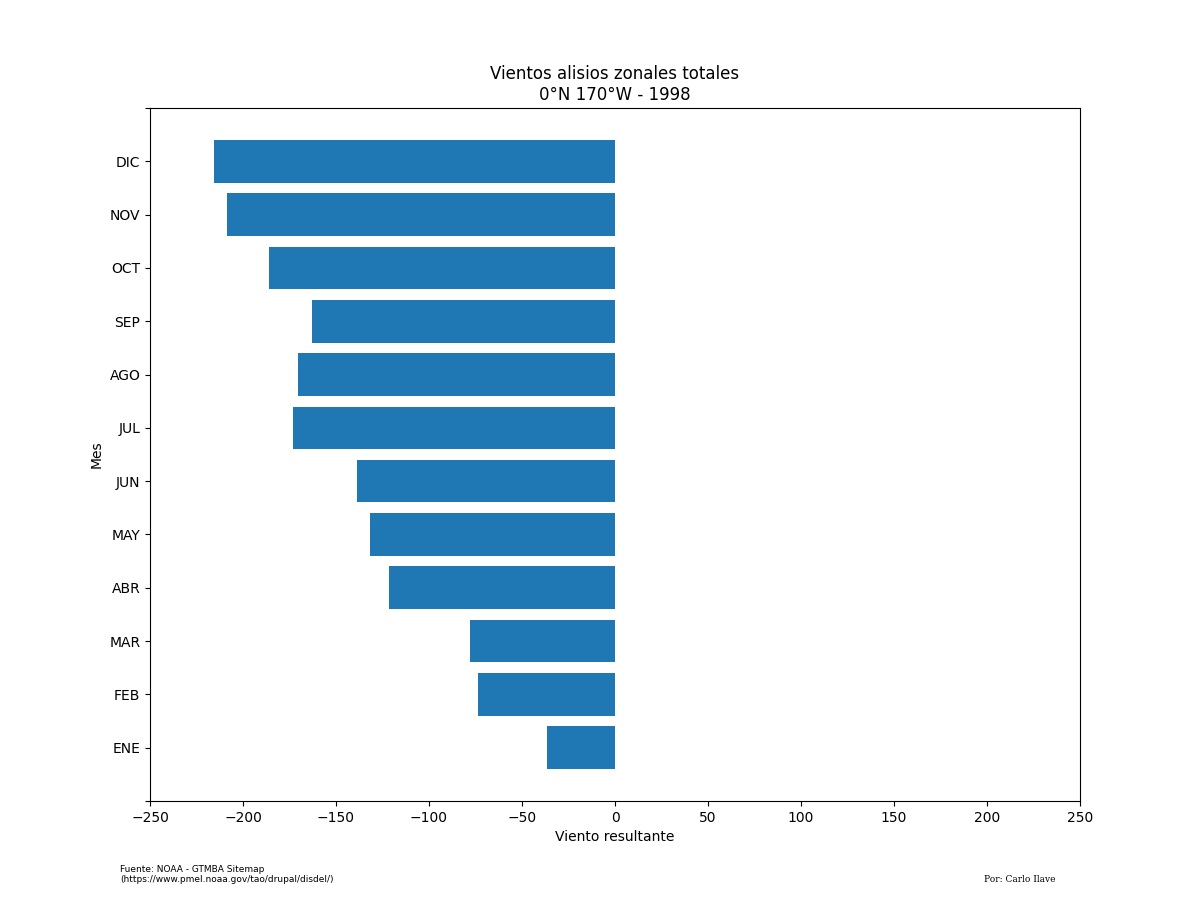 Vientos alisios zonales totales
0°N 170°W - 1998
Mes
DIC
NOV
OCT
SEP
AGO
JUL
JUN
MAY
ABR
MAR
FEB
ENE
−250 −200 −150 −100 −50 0 50 100 150 200 250
Viento resultante
Fuente: NOAA - GTMBA Sitemap
(https://www.pmel.noaa.gov/tao/drupal/disdel/)
Por: Carlo Ilave